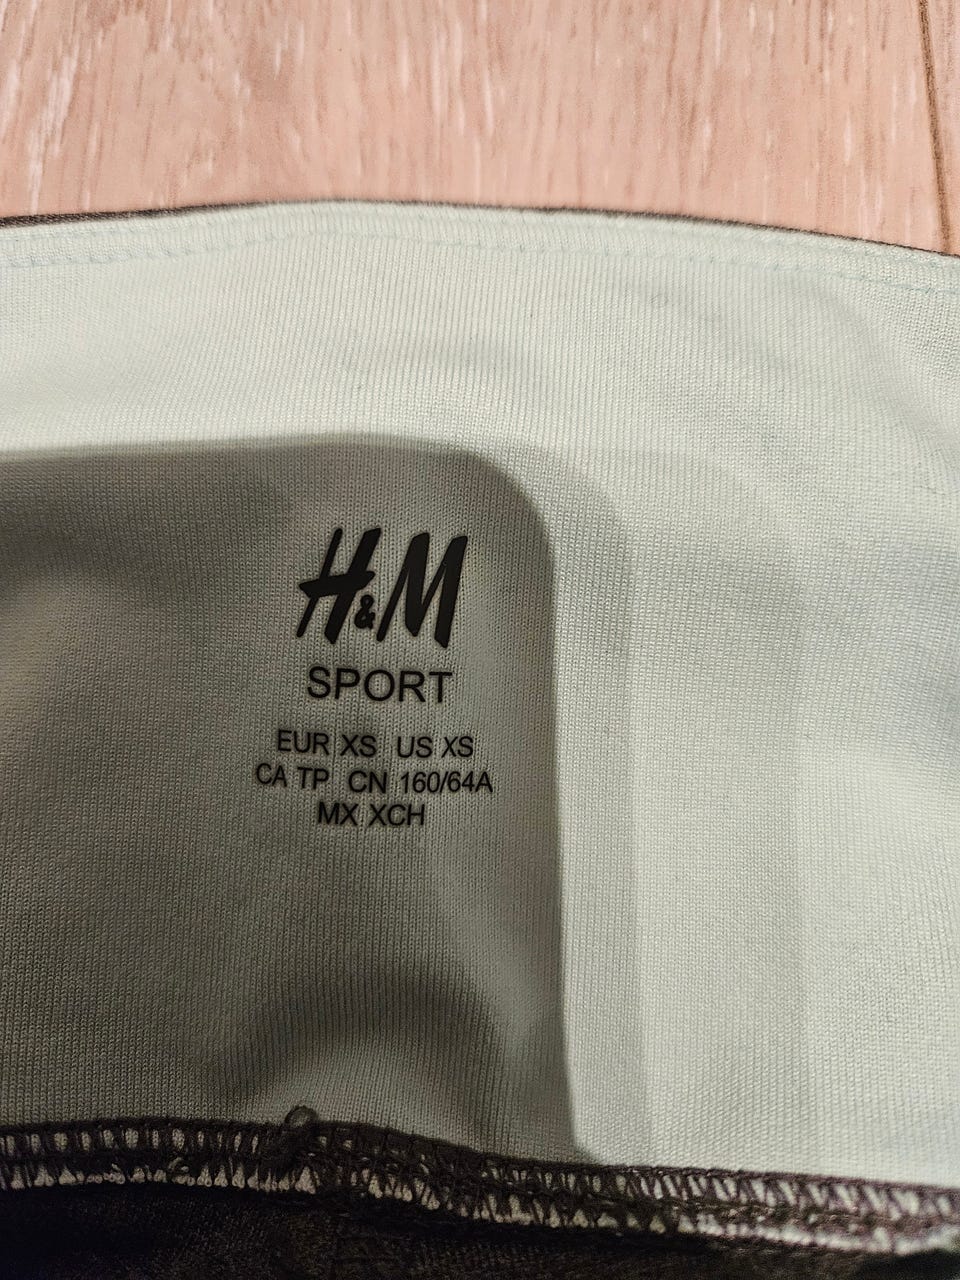 H&M
SPORT
EUR XS US XS
CA TP CN 160/64A
MX XCH